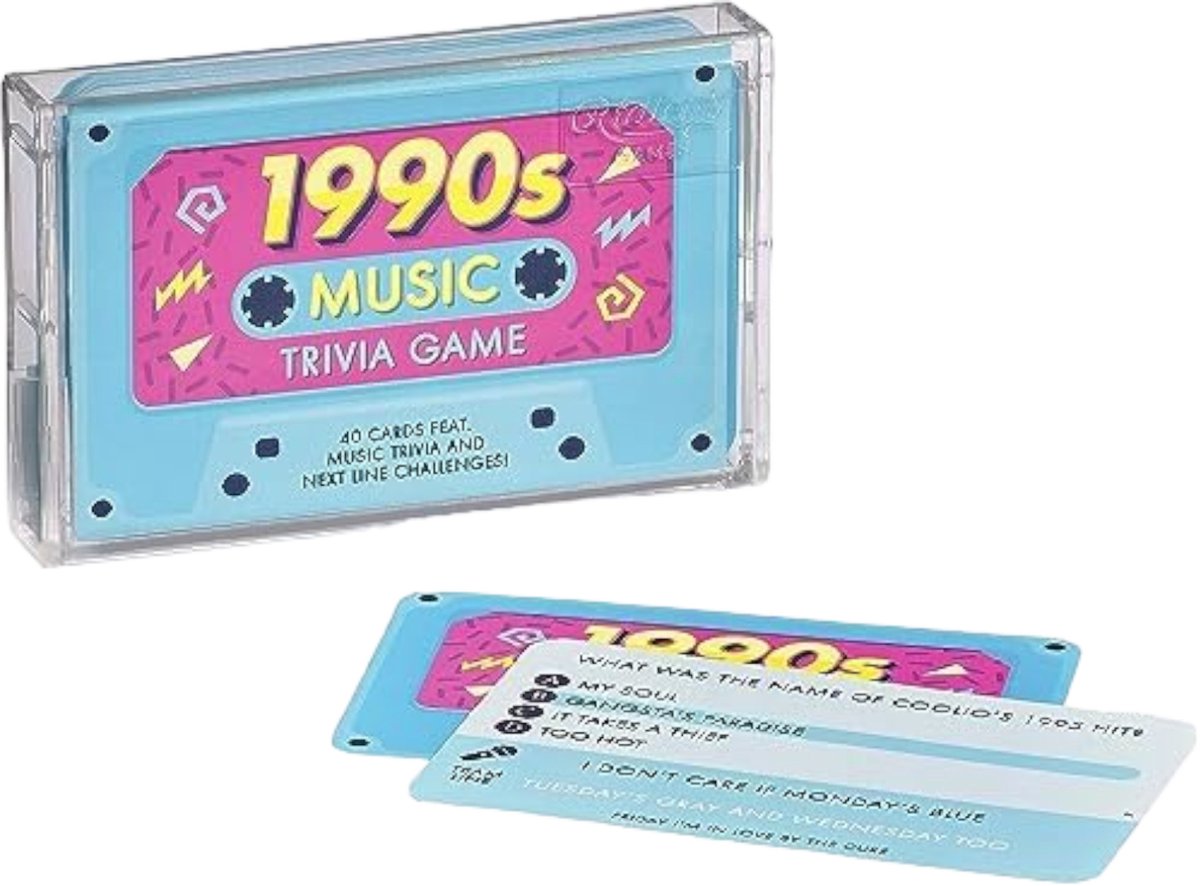 1990s
MUSIC
TRIVIA GAME
40 CARDS FEAT.
MUSIC TRIVIA AND
NEXT LINE CHALLENGES!
GAMES
1990s
WHAT WAS THE NAME OF COOLIO'S 1995 HIT?
A MY SOUL
B GANGSTA'S PARADISE
C IT TAKES A THIEF
D TOO HOT
I DON'T CARE IF MONDAY'S BLUE
TUESDAY'S GRAY AND WEDNESDAY TOO
FRIDAY I'M IN LOVE BY THE CURE